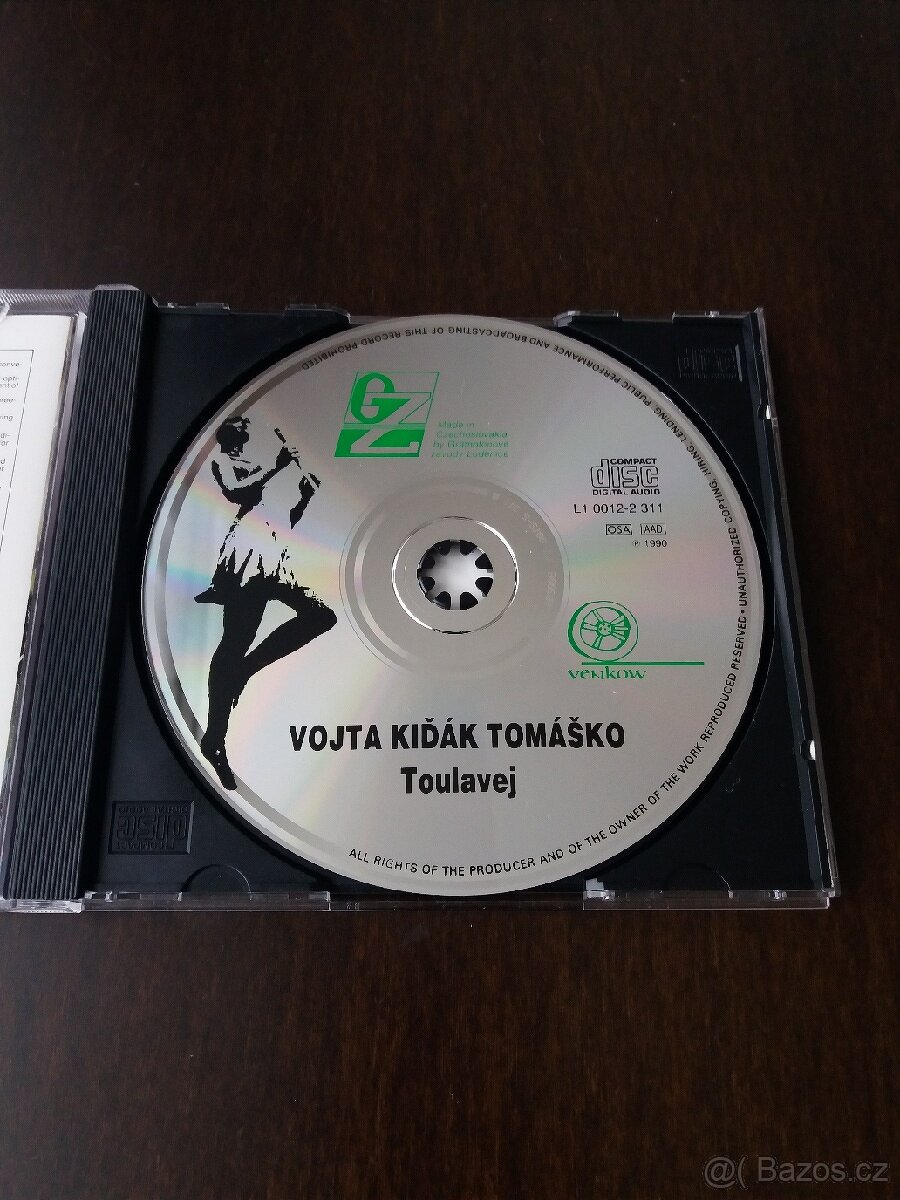 GZ
Made in
Czechoslovakia
by Gramofonové
závody Loděnice
COMPACT
disc
DIGITAL AUDIO
L1 0012-2 311
OSA AAD
℗ 1990
VENKOW
VOJTA KIĎÁK TOMÁŠKO
Toulavej
ALL RIGHTS OF THE PRODUCER AND OF THE OWNER OF THE WORK REPRODUCED RESERVED • UNAUTHORIZED COPYING, HIRING, LENDING, PUBLIC PERFORMANCE AND BROADCASTING OF THIS RECORD PROHIBITED
@( Bazos.cz